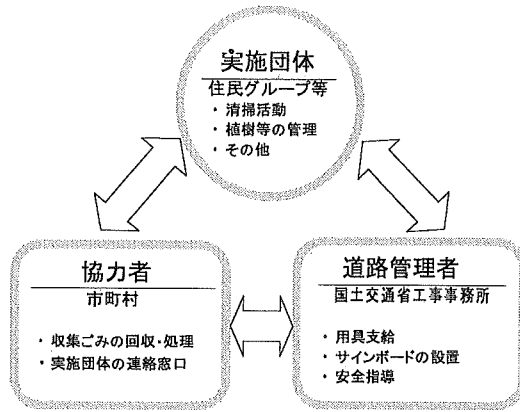 実施団体
住民グループ等
・ 清掃活動
・ 植樹等の管理
・ その他
協力者
市町村
・ 収集ごみの回収・処理
・ 実施団体の連絡窓口
道路管理者
国土交通省工事事務所
・ 用具支給
・ サインボードの設置
・ 安全指導